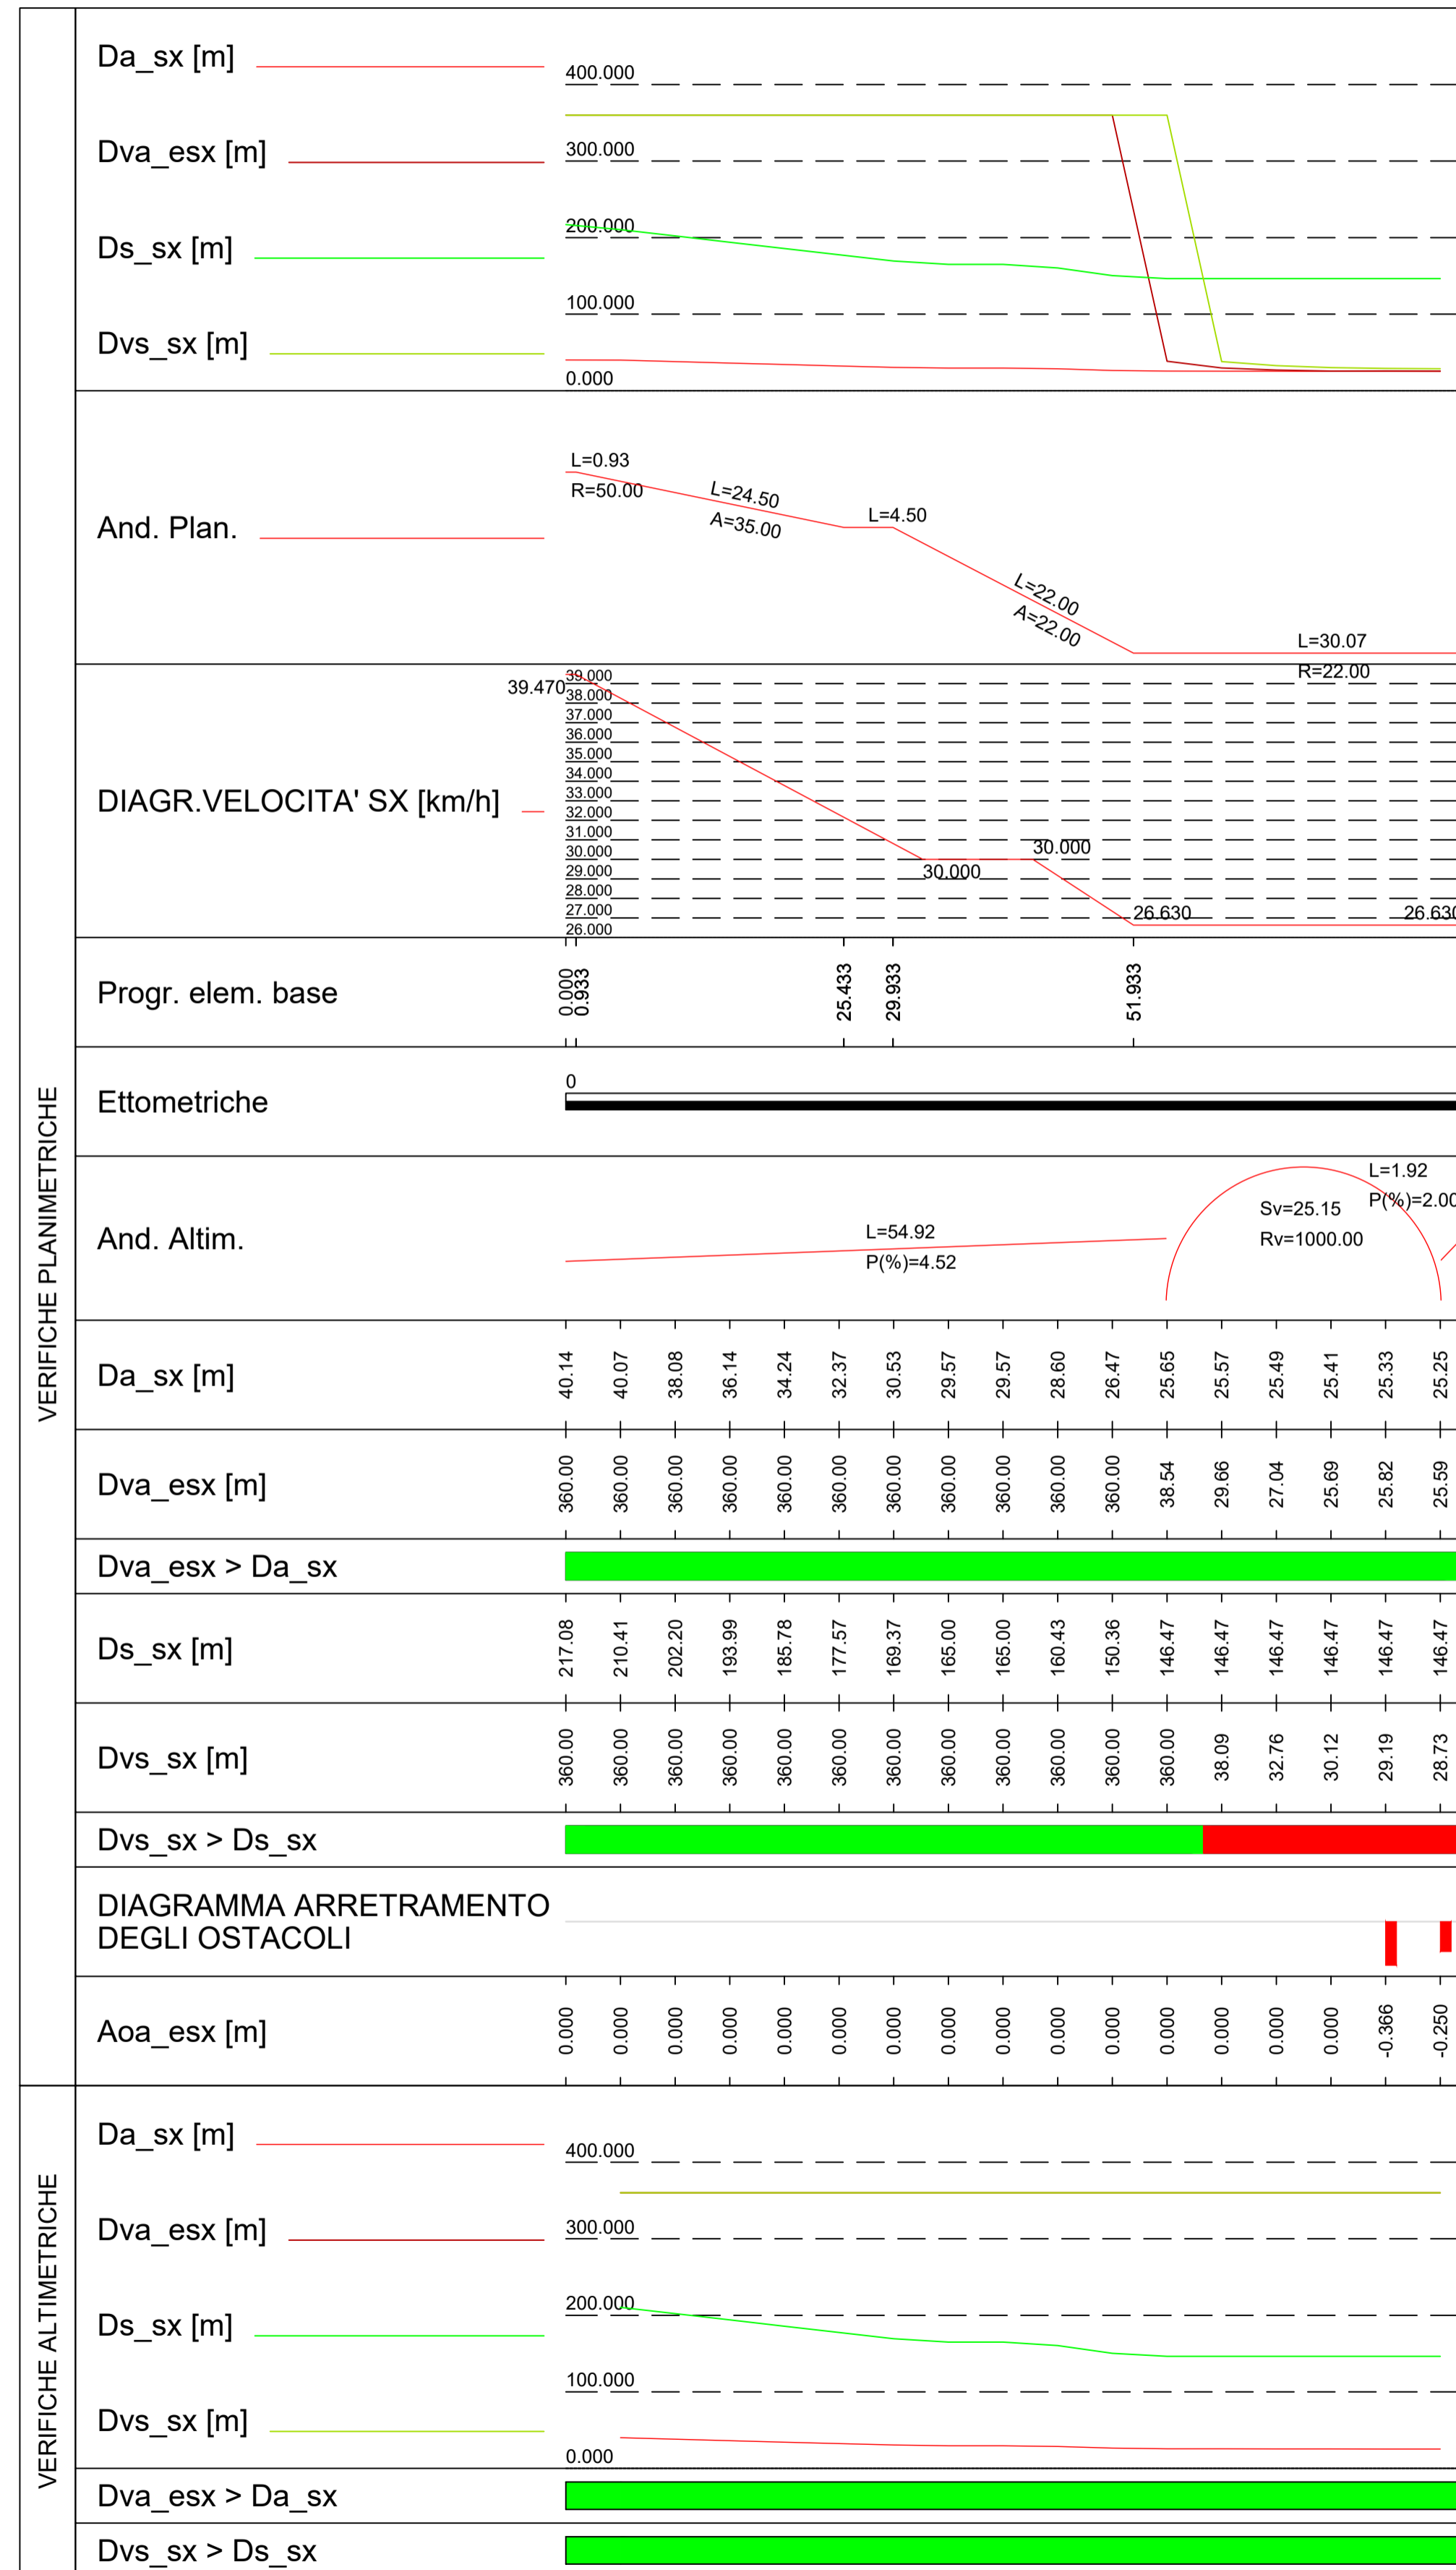 VERIFICHE PLANIMETRICHE
Da_sx [m]
Dva_esx [m]
Ds_sx [m]
Dvs_sx [m]
400.000
300.000
200.000
100.000
0.000
And. Plan.
L=0.93
R=50.00
L=24.50
A=35.00
L=4.50
L=22.00
A=22.00
L=30.07
R=22.00
DIAGR.VELOCITA' SX [km/h]
39.470
39.000
38.000
37.000
36.000
35.000
34.000
33.000
32.000
31.000
30.000
29.000
28.000
27.000
26.000
30.000
30.000
26.630
26.630
Progr. elem. base
0.000 0.933 25.433 29.933 51.933
Ettometriche
0
And. Altim.
L=54.92
P(%)=4.52
Sv=25.15
Rv=1000.00
L=1.92
P(%)=2.00
Da_sx [m]
40.14 40.07 38.08 36.14 34.24 32.37 30.53 29.57 29.57 28.60 26.47 25.65 25.57 25.49 25.41 25.33 25.25
Dva_esx [m]
360.00 360.00 360.00 360.00 360.00 360.00 360.00 360.00 360.00 360.00 360.00 38.54 29.66 27.04 25.69 25.82 25.59
Dva_esx > Da_sx
Ds_sx [m]
217.08 210.41 202.20 193.99 185.78 177.57 169.37 165.00 165.00 160.43 150.36 146.47 146.47 146.47 146.47 146.47 146.47
Dvs_sx [m]
360.00 360.00 360.00 360.00 360.00 360.00 360.00 360.00 360.00 360.00 360.00 360.00 38.09 32.76 30.12 29.19 28.73
Dvs_sx > Ds_sx
DIAGRAMMA ARRETRAMENTO
DEGLI OSTACOLI
Aoa_esx [m]
0.000 0.000 0.000 0.000 0.000 0.000 0.000 0.000 0.000 0.000 0.000 0.000 0.000 0.000 0.000 -0.366 -0.250
VERIFICHE ALTIMETRICHE
Da_sx [m]
Dva_esx [m]
Ds_sx [m]
Dvs_sx [m]
400.000
300.000
200.000
100.000
0.000
Dva_esx > Da_sx
Dvs_sx > Ds_sx